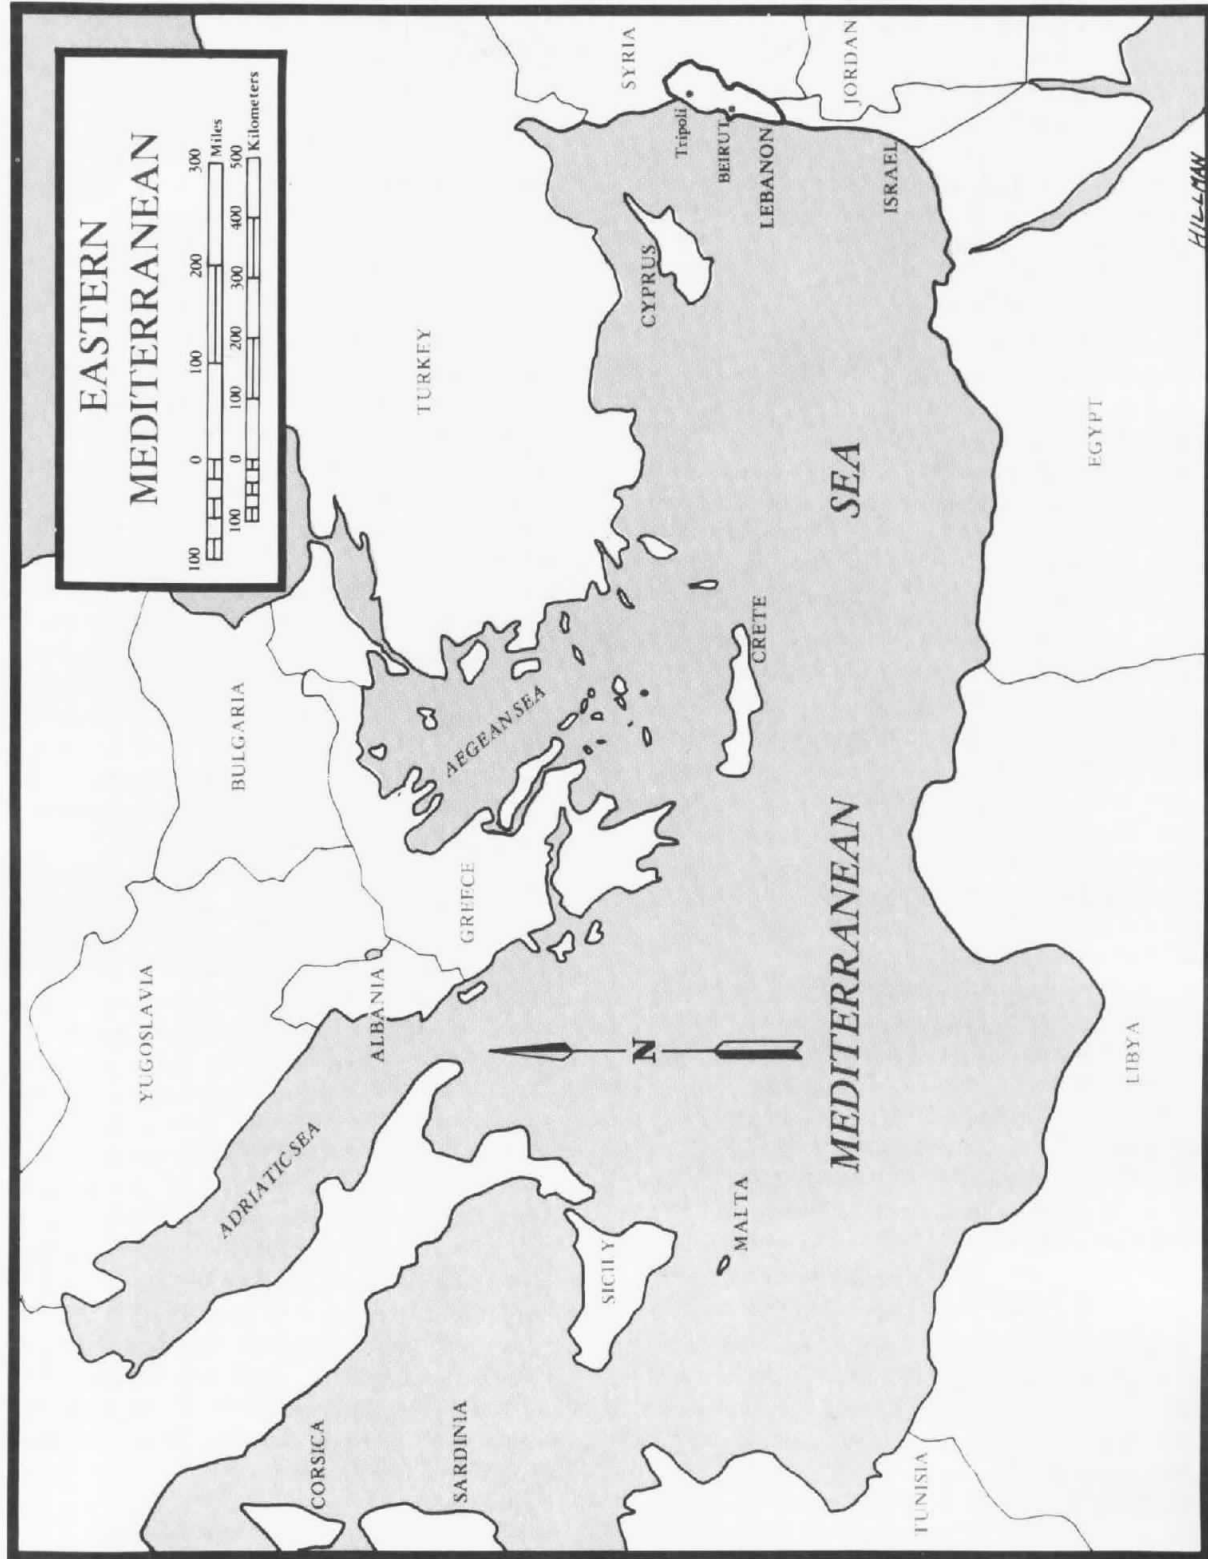 EASTERN
MEDITERRANEAN
100 0 100 200 300
Miles
100 0 100 200 300 400 500
Kilometers
YUGOSLAVIA
BULGARIA
ADRIATIC SEA
ALBANIA
GREECE
AEGEAN SEA
TURKEY
CORSICA
SARDINIA
SICILY
MALTA
N
CRETE
CYPRUS
SYRIA
Tripoli
BEIRUT
LEBANON
ISRAEL
JORDAN
MEDITERRANEAN SEA
TUNISIA
LIBYA
EGYPT
HILLMAN